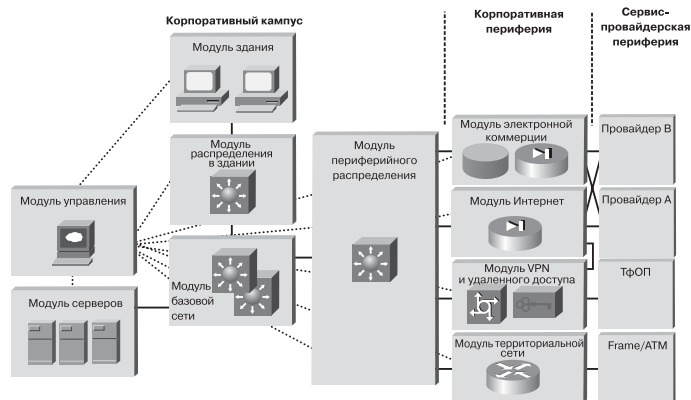 Корпоративный кампус
Корпоративная
периферия
Сервис-
провайдерская
периферия
Модуль здания
Модуль
распределения
в здании
Модуль управления
Модуль
базовой
сети
Модуль серверов
Модуль
периферийного
распределения
Модуль электронной
коммерции
Модуль Интернет
Модуль VPN
и удаленного доступа
Модуль территориальной
сети
Провайдер B
Провайдер A
ТфОП
Frame/ATM